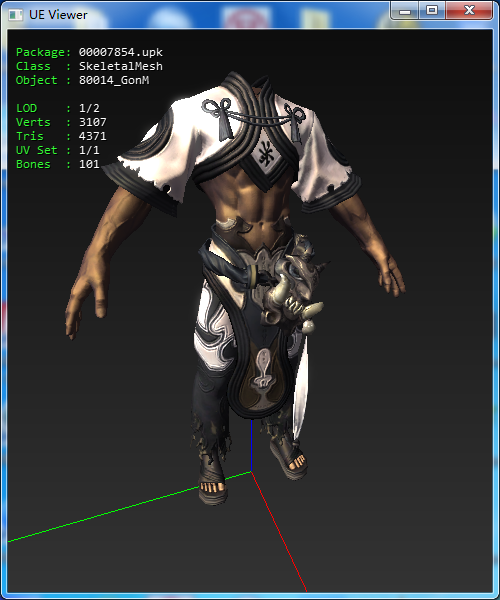 UE Viewer
Package: 00007854.upk
Class : SkeletalMesh
Object : 80014_GonM
LOD : 1/2
Verts : 3107
Tris : 4371
UV Set : 1/1
Bones : 101